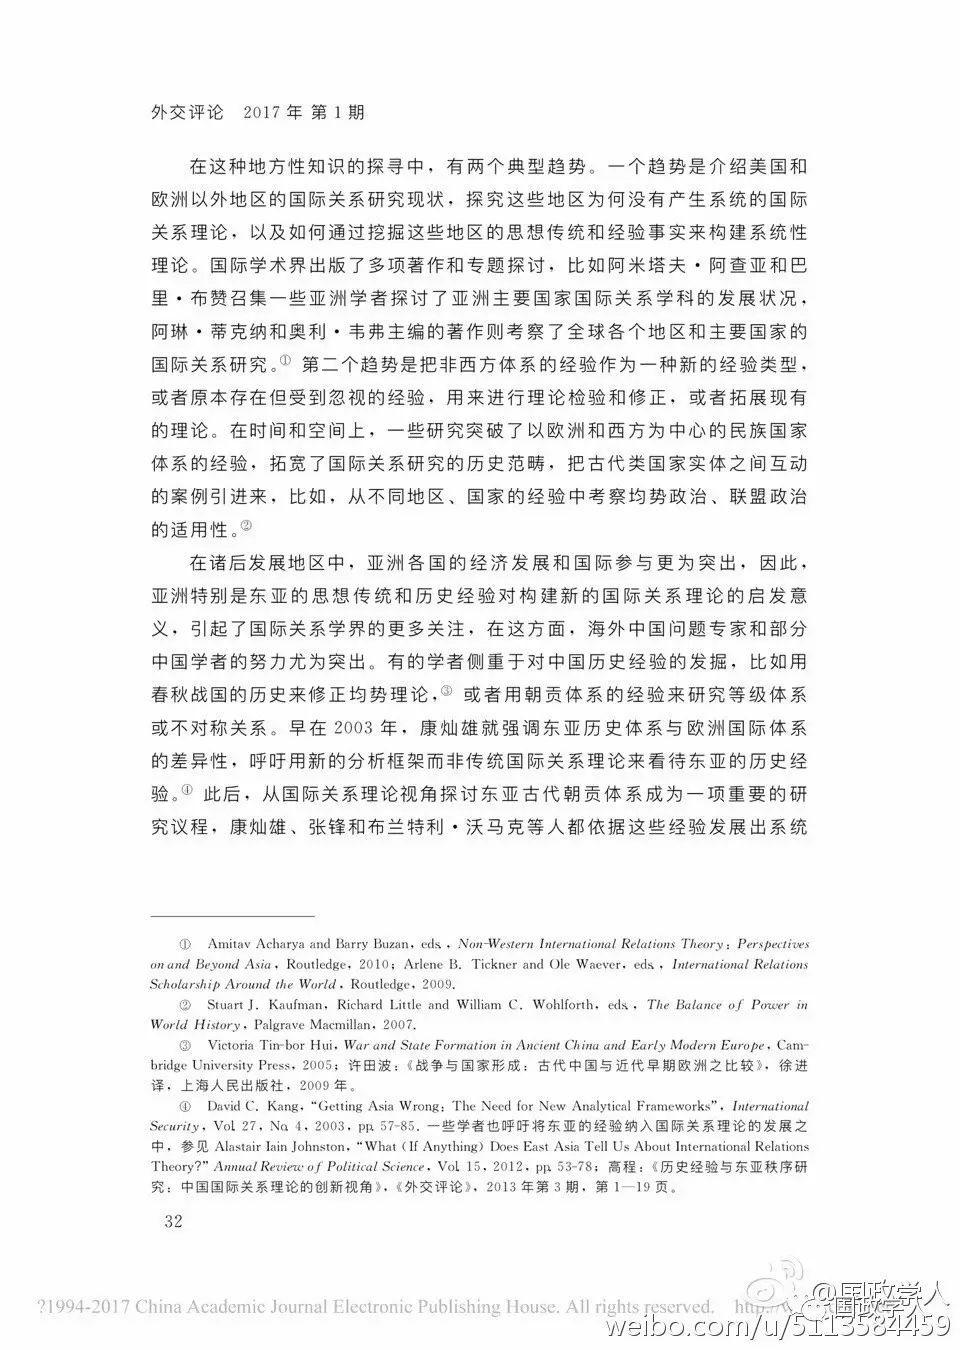 外交评论 2017年 第1期
在这种地方性知识的探寻中，有两个典型趋势。一个趋势是介绍美国和
欧洲以外地区的国际关系研究现状，探究这些地区为何没有产生系统的国际
关系理论，以及如何通过挖掘这些地区的思想传统和经验事实来构建系统性
理论。国际学术界出版了多项著作和专题探讨，比如阿米塔夫·阿查亚和巴
里·布赞召集一些亚洲学者探讨了亚洲主要国家国际关系学科的发展状况，
阿琳·蒂克纳和奥利·韦弗主编的著作则考察了全球各个地区和主要国家的
国际关系研究。① 第二个趋势是把非西方体系的经验作为一种新的经验类型，
或者原本存在但受到忽视的经验，用来进行理论检验和修正，或者拓展现有
的理论。在时间和空间上，一些研究突破了以欧洲和西方为中心的民族国家
体系的经验，拓宽了国际关系研究的历史范畴，把古代类国家实体之间互动
的案例引进来，比如，从不同地区、国家的经验中考察均势政治、联盟政治
的适用性。②
在诸后发展地区中，亚洲各国的经济发展和国际参与更为突出，因此，
亚洲特别是东亚的思想传统和历史经验对构建新的国际关系理论的启发意
义，引起了国际关系学界的更多关注，在这方面，海外中国问题专家和部分
中国学者的努力尤为突出。有的学者侧重于对中国历史经验的发掘，比如用
春秋战国的历史来修正均势理论，③ 或者用朝贡体系的经验来研究等级体系
或不对称关系。早在 2003 年，康灿雄就强调东亚历史体系与欧洲国际体系
的差异性，呼吁用新的分析框架而非传统国际关系理论来看待东亚的历史经
验。④ 此后，从国际关系理论视角探讨东亚古代朝贡体系成为一项重要的研
究议程，康灿雄、张锋和布兰特利·沃马克等人都依据这些经验发展出系统
① Amitav Acharya and Barry Buzan, eds., Non-Western International Relations Theory: Perspectives
on and Beyond Asia, Routledge, 2010; Arlene B. Tickner and Ole Waever, eds., International Relations
Scholarship Around the World, Routledge, 2009.
② Stuart J. Kaufman, Richard Little and William C. Wohlforth, eds., The Balance of Power in
World History, Palgrave Macmillan, 2007.
③ Victoria Tin-bor Hui, War and State Formation in Ancient China and Early Modern Europe, Cam-
bridge University Press, 2005; 许田波：《战争与国家形成：古代中国与近代早期欧洲之比较》，徐进
译，上海人民出版社，2009 年。
④ David C. Kang, “Getting Asia Wrong: The Need for New Analytical Frameworks”, International
Security, Vol. 27, No. 4, 2003, pp. 57-85. 一些学者也呼吁将东亚的经验纳入国际关系理论的发展之
中，参见 Alastair Iain Johnston, “What (If Anything) Does East Asia Tell Us About International Relations
Theory?” Annual Review of Political Science, Vol. 15, 2012, pp. 53-78; 高程：《历史经验与东亚秩序研
究：中国国际关系理论的创新视角》，《外交评论》，2013 年第 3 期，第 1—19 页。
32
?1994-2017 China Academic Journal Electronic Publishing House. All rights reserved. http://
@国政学人
国政学人
weibo.com/u/5113584459